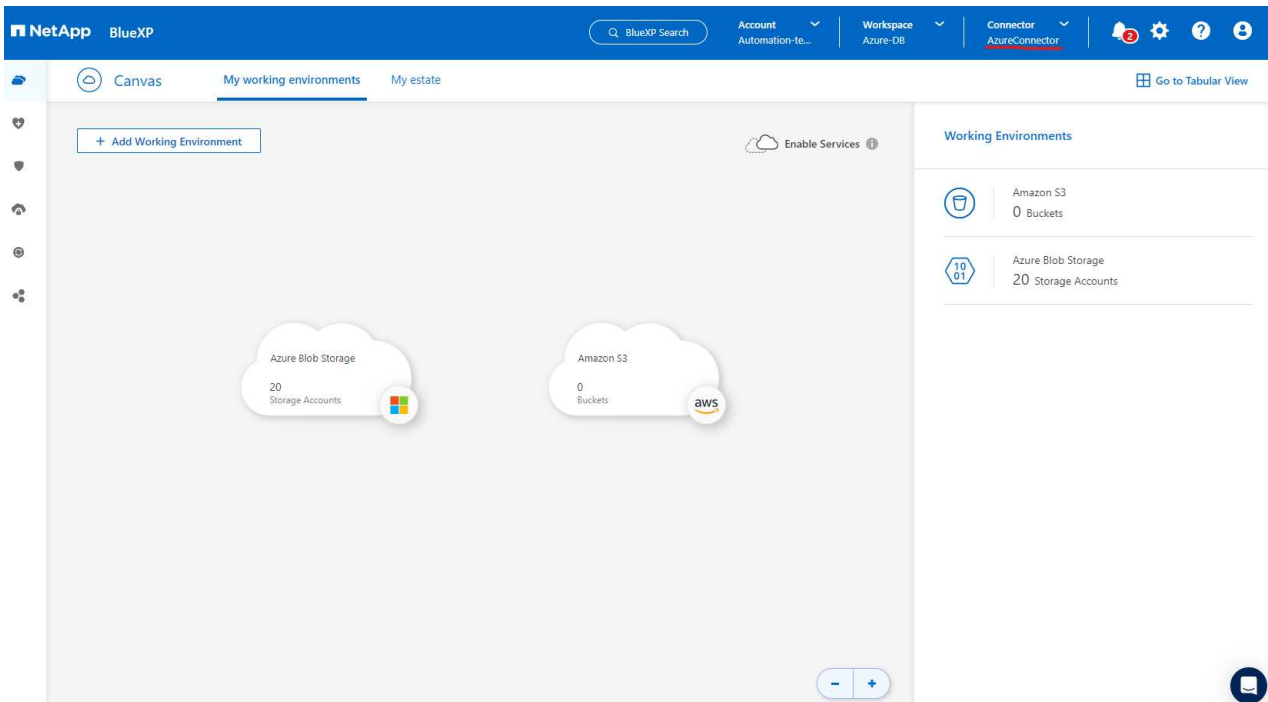 NetApp BlueXP
BlueXP Search
Account
Automation-te...
Workspace
Azure-DB
Connector
AzureConnector
2
Canvas
My working environments
My estate
Go to Tabular View
+ Add Working Environment
Enable Services
Working Environments
Amazon S3
0 Buckets
10
01
Azure Blob Storage
20 Storage Accounts
Azure Blob Storage
20
Storage Accounts
Amazon S3
0
Buckets
aws
- +